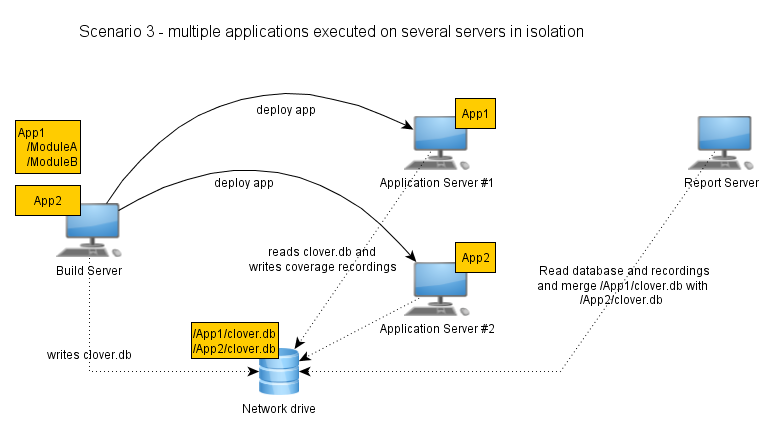 Scenario 3 - multiple applications executed on several servers in isolation
deploy app
App1
App1
/ModuleA
/ModuleB
Application Server #1
Report Server
deploy app
App2
Build Server
reads clover.db and
writes coverage recordings
App2
Application Server #2
Read database and recordings
and merge /App1/clover.db with
/App2/clover.db
/App1/clover.db
/App2/clover.db
writes clover.db
Network drive